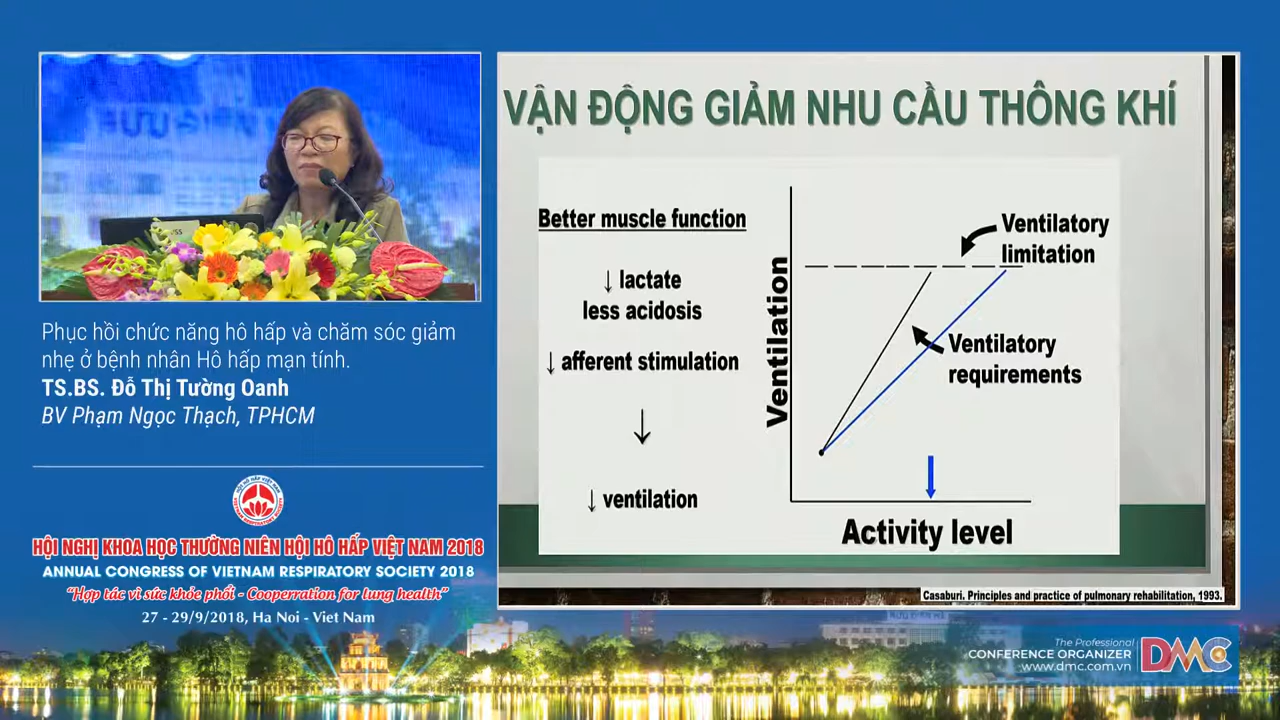 VẬN ĐỘNG GIẢM NHU CẦU THÔNG KHÍ
Better muscle function
↓ lactate
less acidosis
↓ afferent stimulation
↓
↓ ventilation
Ventilation
Ventilatory
limitation
Ventilatory
requirements
Activity level
Casaburi. Principles and practice of pulmonary rehabilitation, 1993.
Phục hồi chức năng hô hấp và chăm sóc giảm
nhẹ ở bệnh nhân Hô hấp mạn tính.
TS.BS. Đỗ Thị Tường Oanh
BV Phạm Ngọc Thạch, TPHCM
HỘI NGHỊ KHOA HỌC THƯỜNG NIÊN HỘI HÔ HẤP VIỆT NAM 2018
ANNUAL CONGRESS OF VIETNAM RESPIRATORY SOCIETY 2018
"Hợp tác vì sức khỏe phổi - Cooperration for lung health"
27 - 29/9/2018, Ha Noi - Viet Nam
The Professional
CONFERENCE ORGANIZER
www.dmc.com.vn
DMC